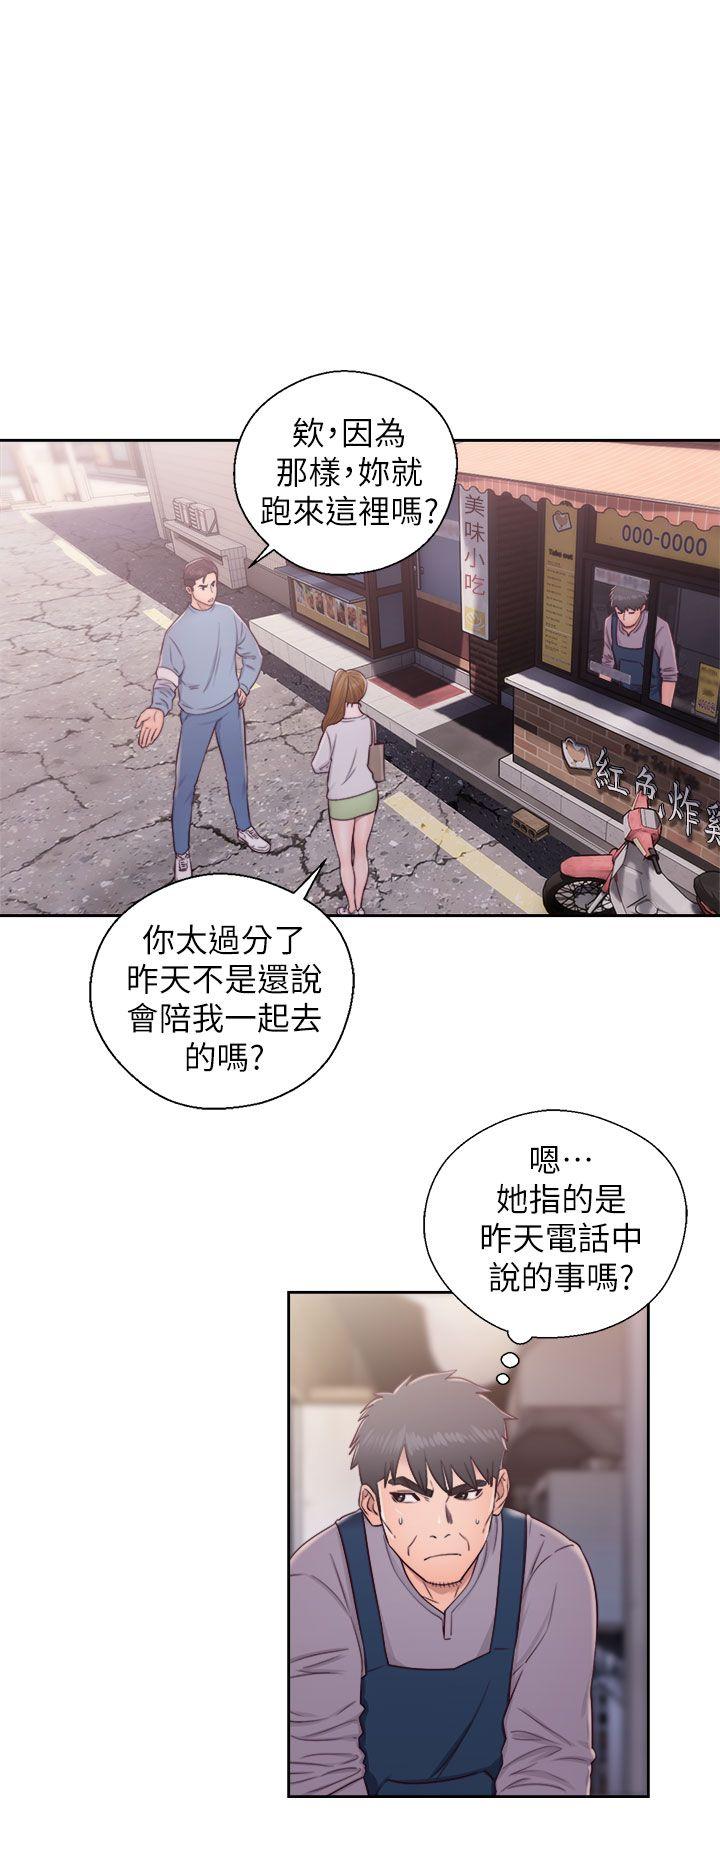 欸，因為
那樣，妳就
跑來這裡嗎？
美味小吃
Take out
000-0000
紅色炸雞
你太過分了
昨天不是還說
會陪我一起去
的嗎？
嗯…
她指的是
昨天電話中
說的事嗎？